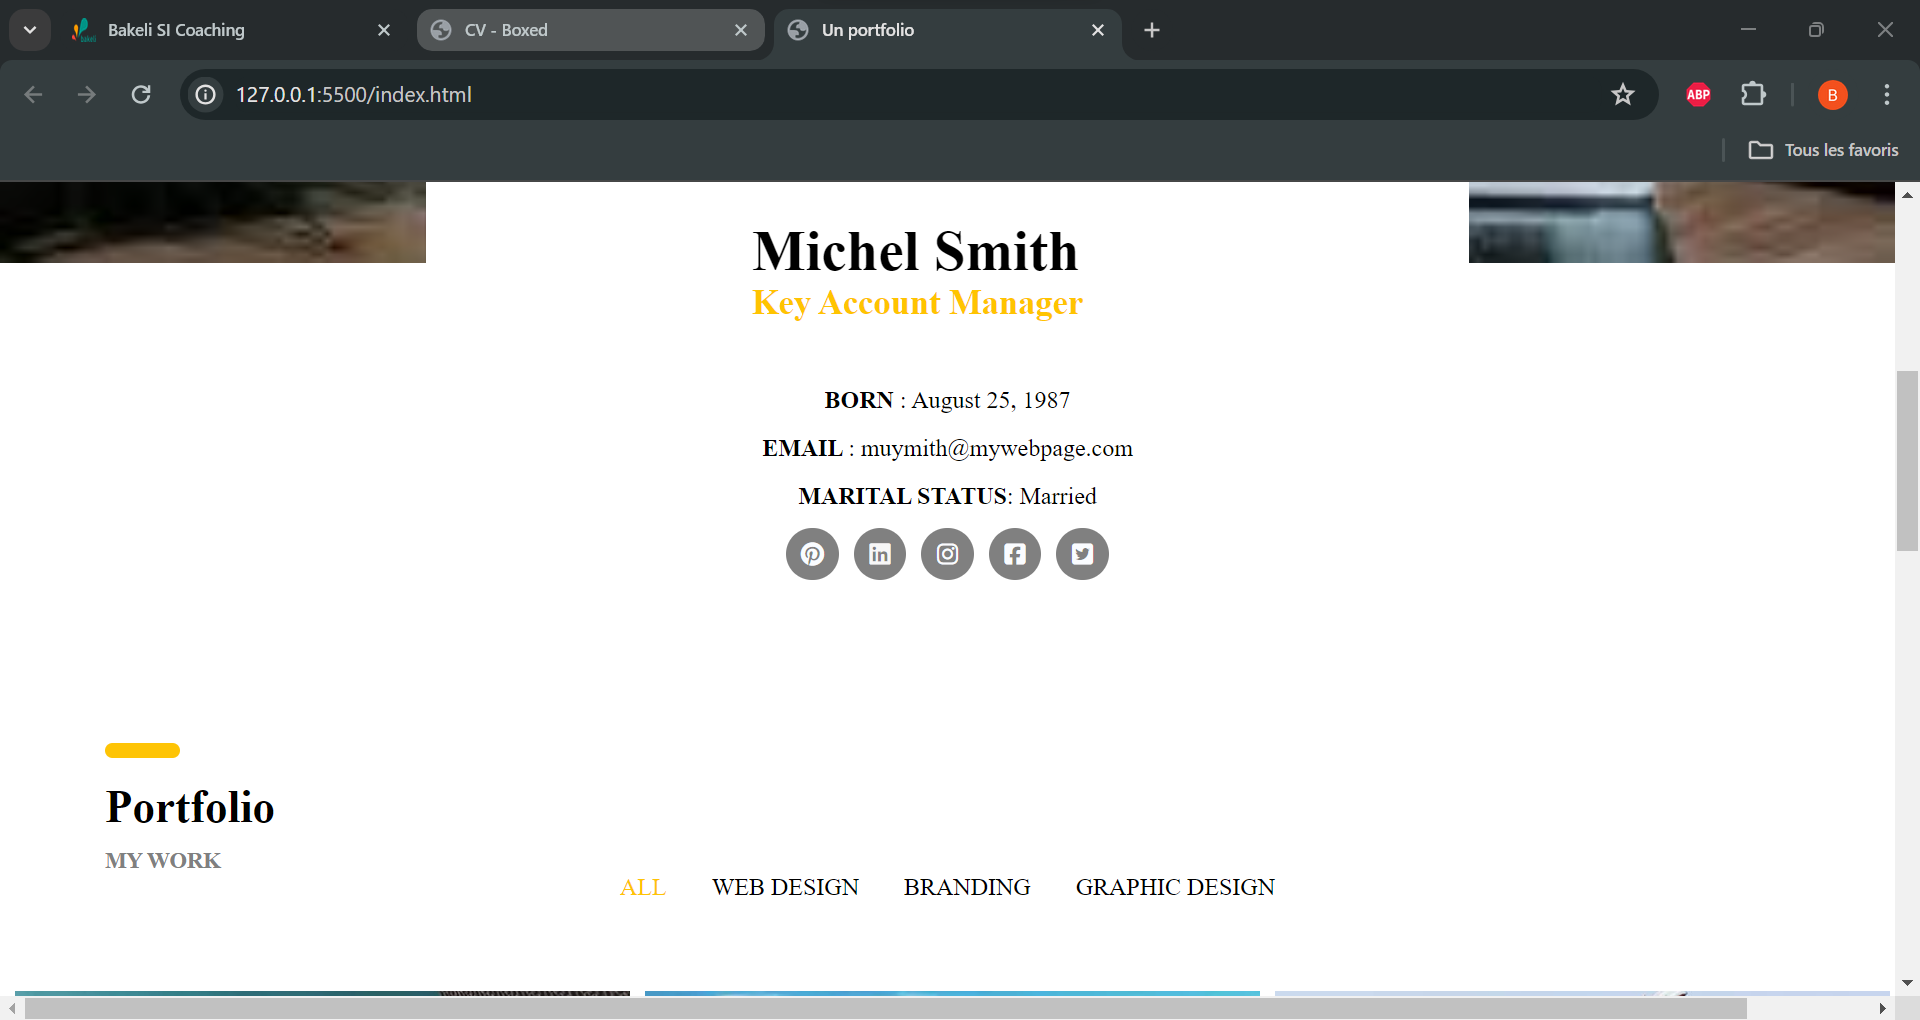 Bakeli SI Coaching
CV - Boxed
Un portfolio
127.0.0.1:5500/index.html
ABP
B
Tous les favoris
Michel Smith
Key Account Manager
BORN : August 25, 1987
EMAIL : muymith@mywebpage.com
MARITAL STATUS: Married
Portfolio
MY WORK
ALL WEB DESIGN BRANDING GRAPHIC DESIGN